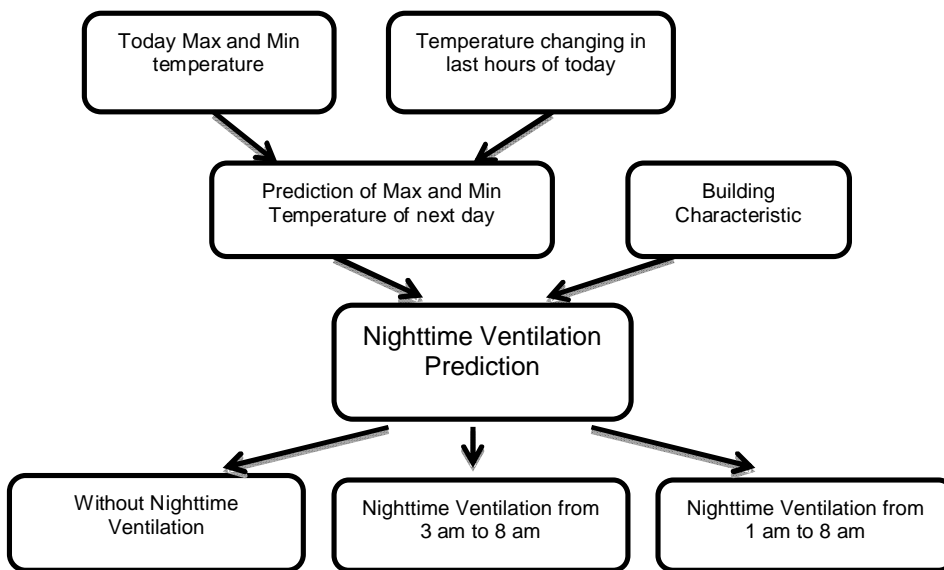 Today Max and Min
temperature
Temperature changing in
last hours of today
Prediction of Max and Min
Temperature of next day
Building
Characteristic
Nighttime Ventilation
Prediction
Without Nighttime
Ventilation
Nighttime Ventilation from
3 am to 8 am
Nighttime Ventilation from
1 am to 8 am